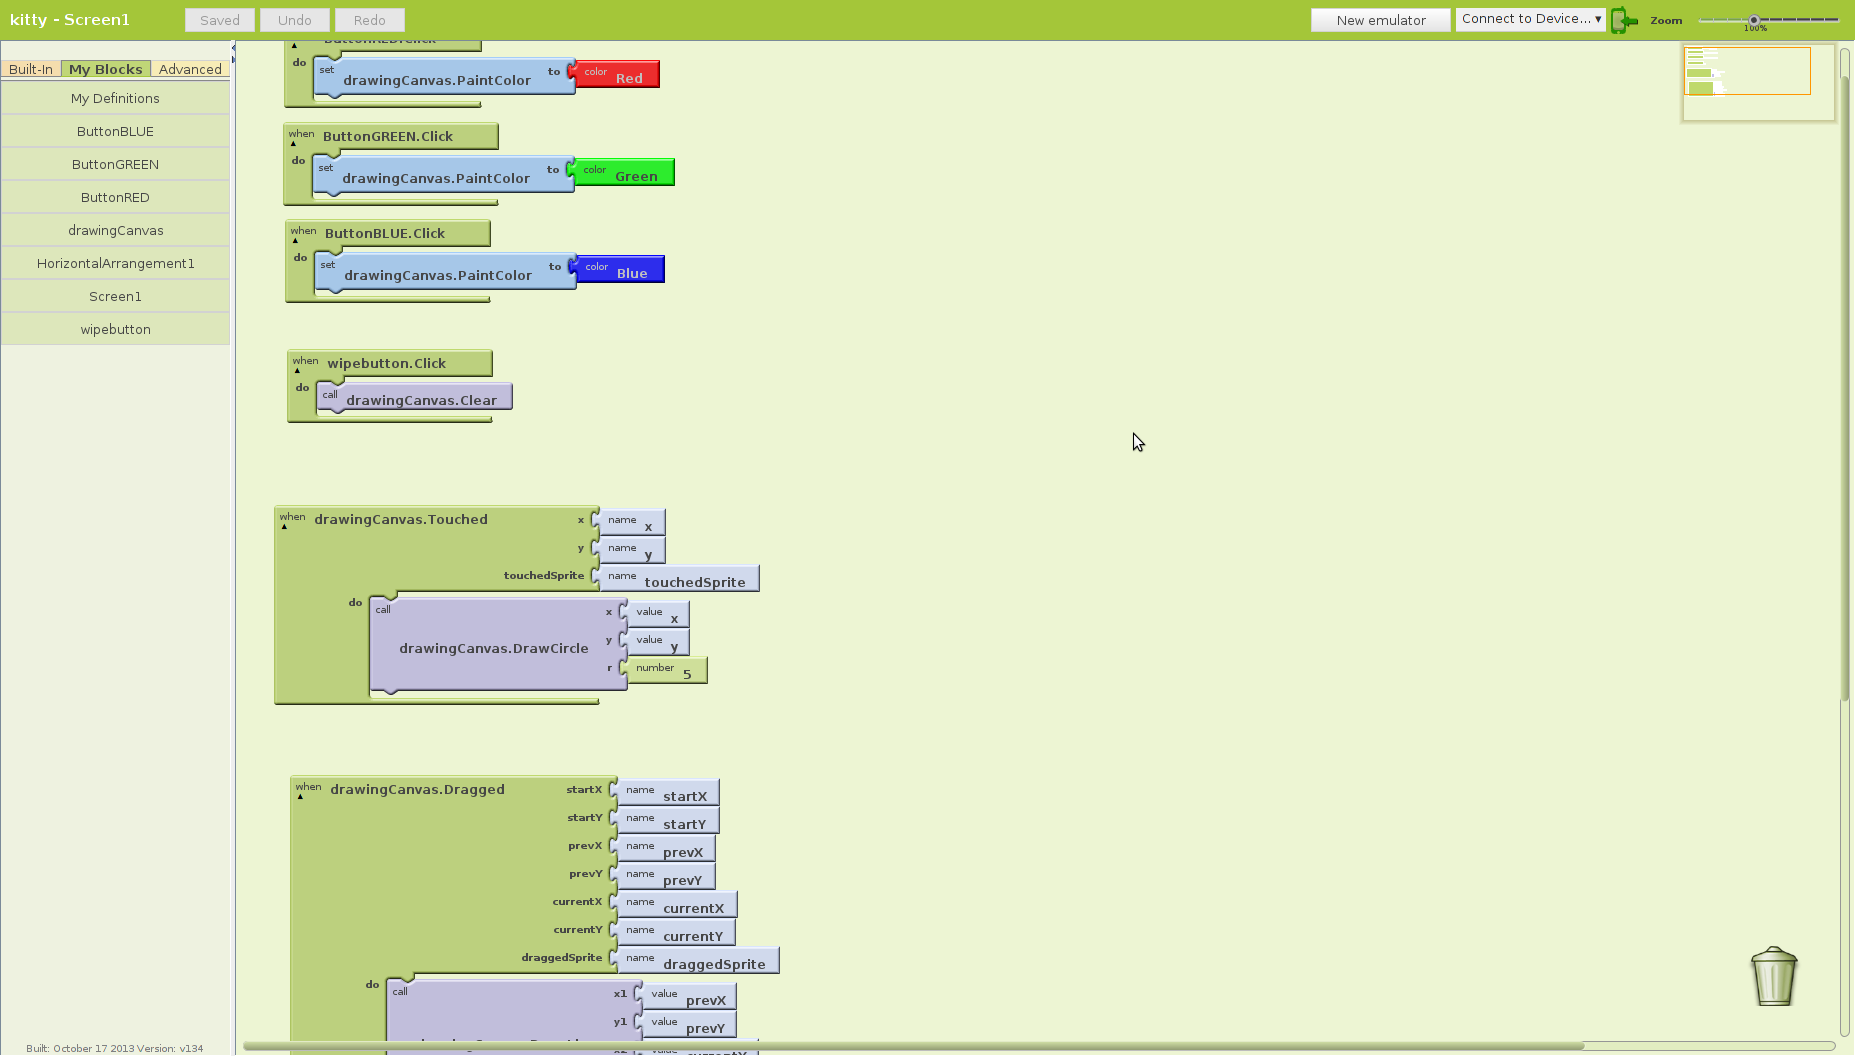 kitty - Screen1
Saved
Undo
Redo
New emulator
Connect to Device...
Zoom
100%
Built-In
My Blocks
Advanced
My Definitions
ButtonBLUE
ButtonGREEN
ButtonRED
drawingCanvas
HorizontalArrangement1
Screen1
wipebutton
Built: October 17 2013 Version: v134
ButtonRED.Click
do
set drawingCanvas.PaintColor to color Red
when ButtonGREEN.Click
do
set drawingCanvas.PaintColor to color Green
when ButtonBLUE.Click
do
set drawingCanvas.PaintColor to color Blue
when wipebutton.Click
do
call drawingCanvas.Clear
when drawingCanvas.Touched x name x
y name y
touchedSprite name touchedSprite
do
call x value x
y value y
drawingCanvas.DrawCircle
r number 5
when drawingCanvas.Dragged startX name startX
startY name startY
prevX name prevX
prevY name prevY
currentX name currentX
currentY name currentY
draggedSprite name draggedSprite
do
call x1 value prevX
y1 value prevY